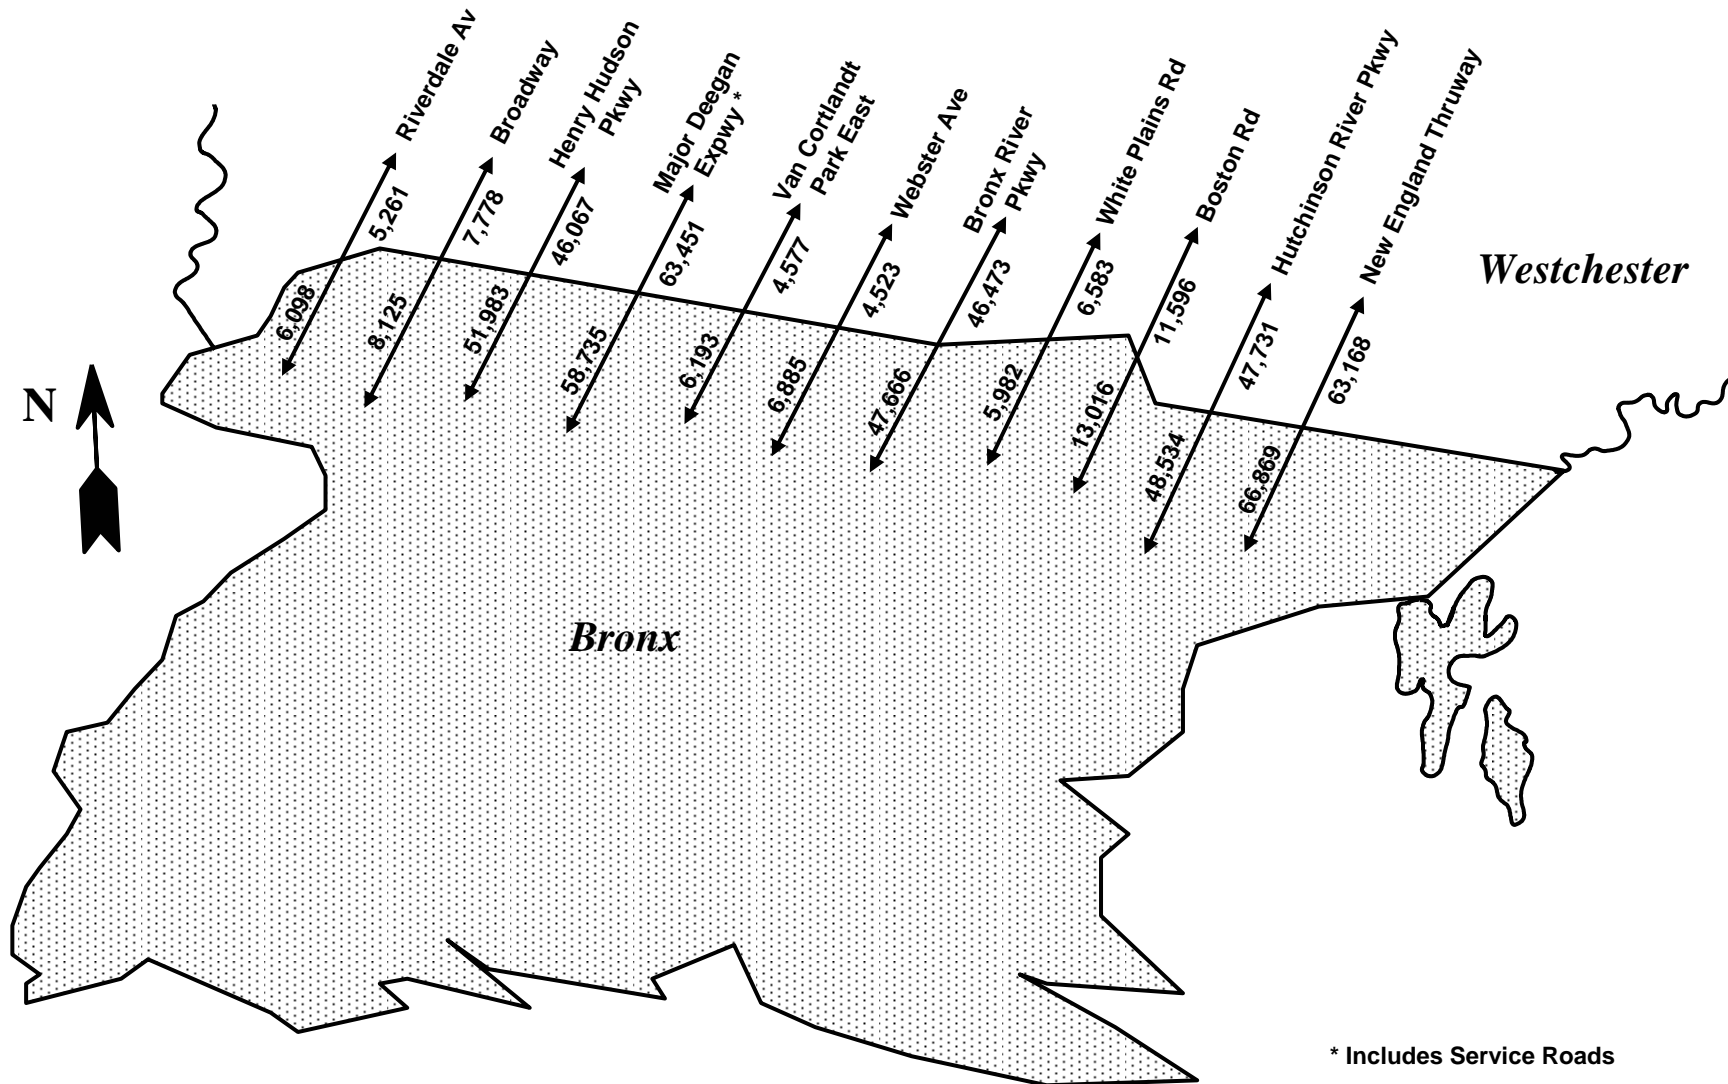 Riverdale Av
5,261
6,098
Broadway
7,778
8,125
Henry Hudson
Pkwy
46,067
51,983
Major Deegan
Expwy *
63,451
58,735
Van Cortlandt
Park East
4,577
6,193
Webster Ave
4,523
6,885
Bronx River
Pkwy
46,473
47,666
White Plains Rd
6,583
5,982
Boston Rd
11,596
13,016
Hutchinson River Pkwy
47,731
48,534
New England Thruway
63,168
66,869
Westchester
N
Bronx
* Includes Service Roads